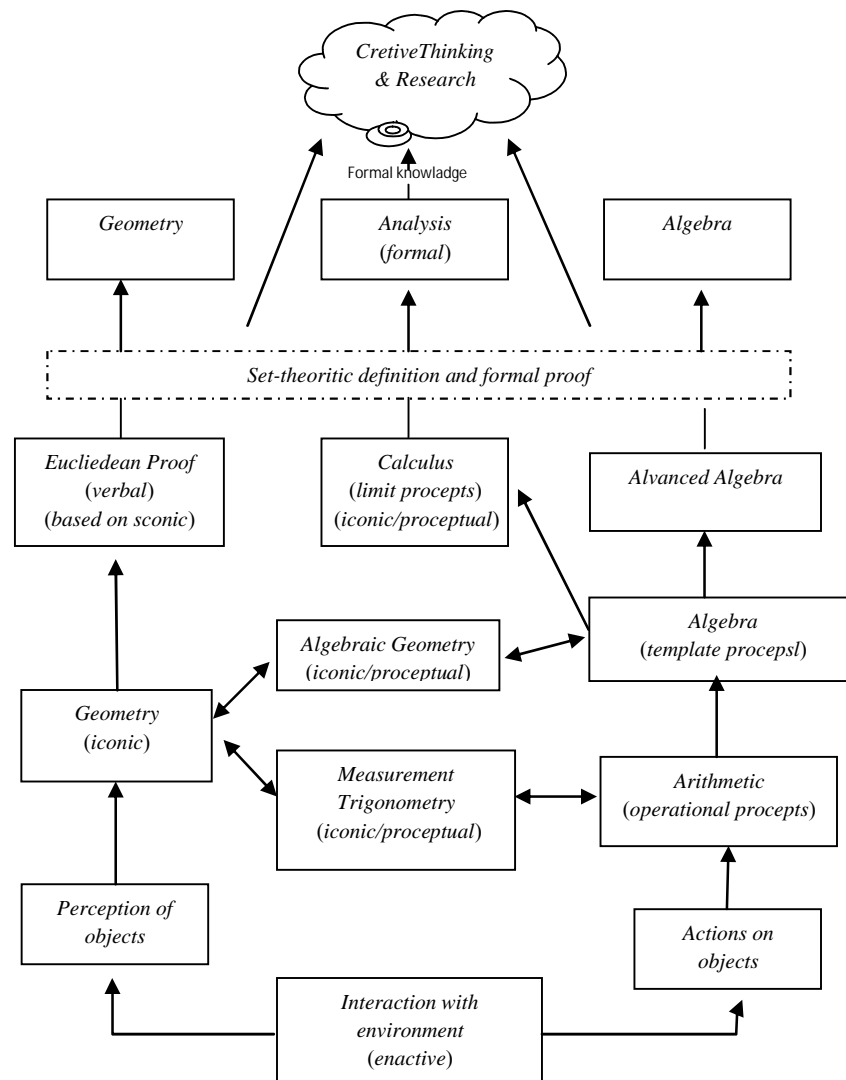 CretiveThinking
& Research
Formal knowladge
Geometry
Analysis
(formal)
Algebra
Set-theoritic definition and formal proof
Eucliedean Proof
(verbal)
(based on sconic)
Calculus
(limit procepts)
(iconic/proceptual)
Alvanced Algebra
Algebraic Geometry
(iconic/proceptual)
Algebra
(template procepsl)
Geometry
(iconic)
Measurement
Trigonometry
(iconic/proceptual)
Arithmetic
(operational procepts)
Perception of
objects
Actions on
objects
Interaction with
environment
(enactive)